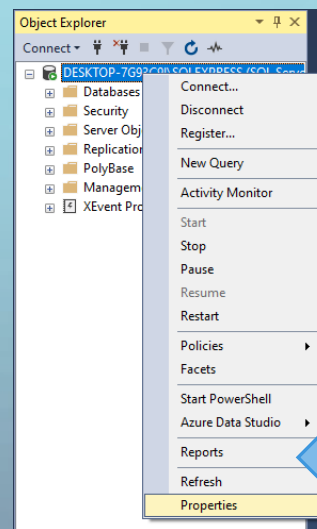 Object Explorer
Connect
DESKTOP-7G93C9I\SQLEXPRESS (SQL Serve
Databases
Security
Server Obj
Replication
PolyBase
Managem
XEvent Pro
Connect...
Disconnect
Register...
New Query
Activity Monitor
Start
Stop
Pause
Resume
Restart
Policies
Facets
Start PowerShell
Azure Data Studio
Reports
Refresh
Properties